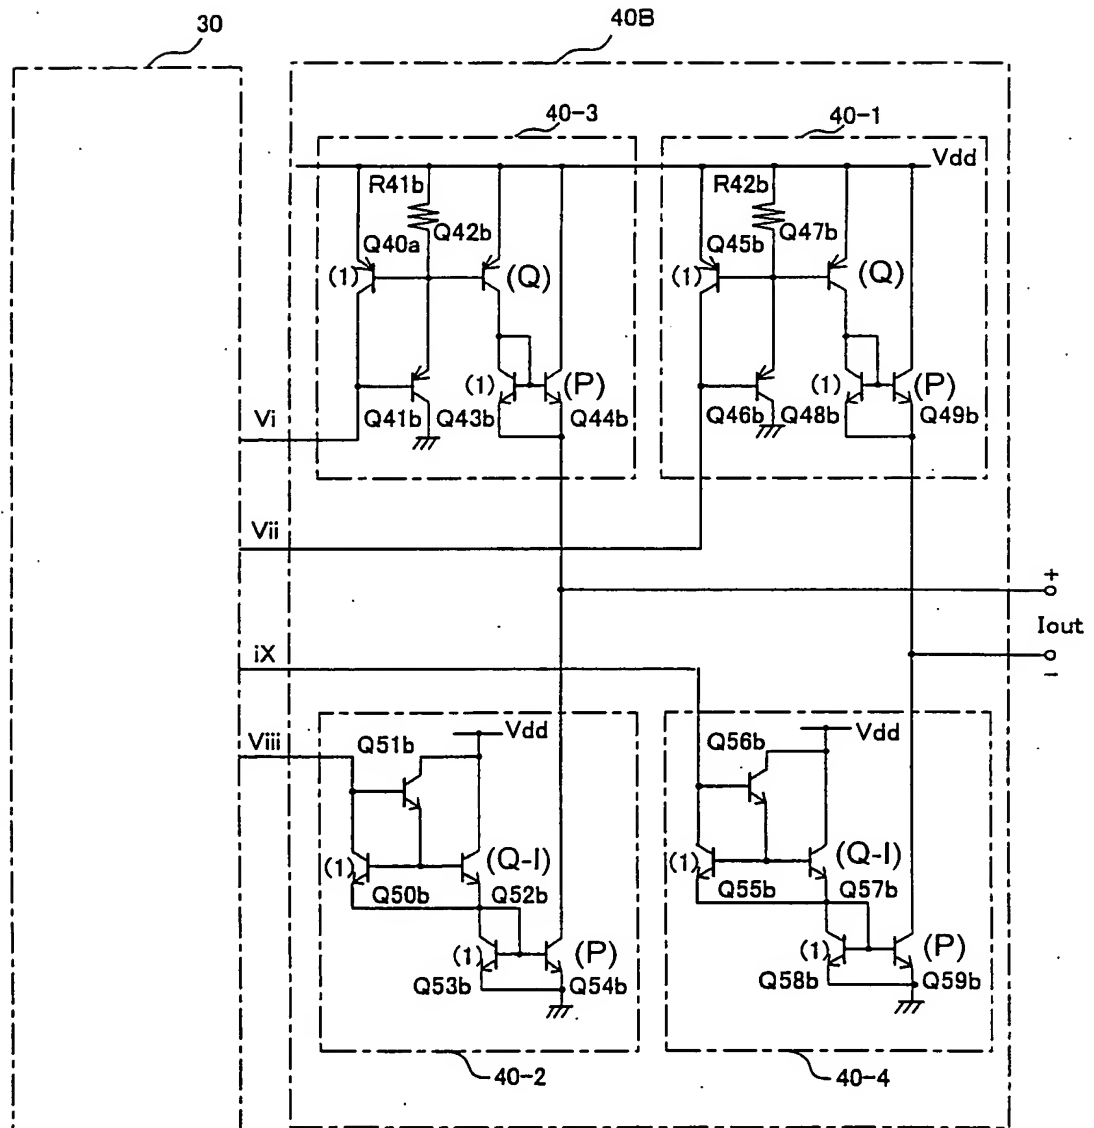 30
40B
40-3
40-1
Vdd
R41b
R42b
Q42b
Q47b
Q40a
Q45b
(1)
(Q)
(1)
(Q)
(1)
(P)
(1)
(P)
Q41b
Q43b
Q44b
Q46b
Q48b
Q49b
Vi
Vii
+
Iout
−
iX
Viii
Vdd
Vdd
Q51b
Q56b
(1)
(Q-I)
(1)
(Q-I)
Q50b
Q52b
Q55b
Q57b
(1)
(P)
(1)
(P)
Q53b
Q54b
Q58b
Q59b
40-2
40-4